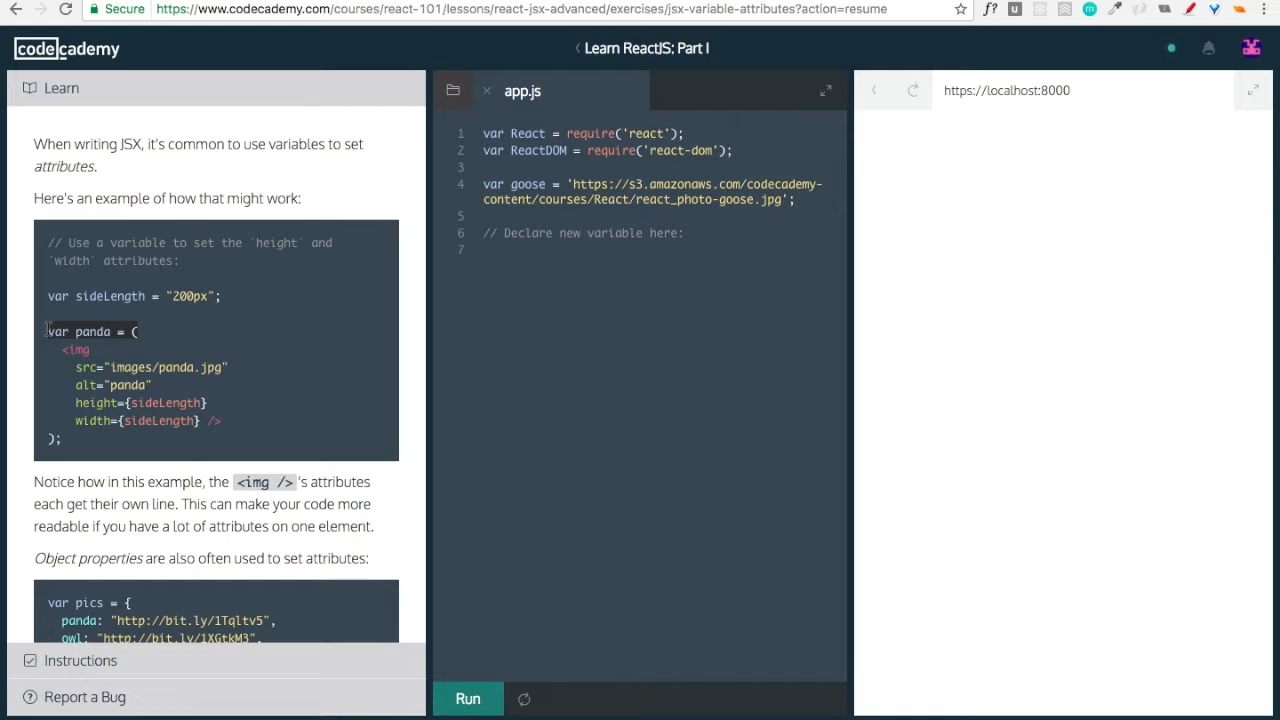 Secure
https://www.codecademy.com/courses/react-101/lessons/react-jsx-advanced/exercises/jsx-variable-attributes?action=resume
codecademy
Learn ReactJS: Part I
Learn
When writing JSX, it's common to use variables to set
attributes.
Here's an example of how that might work:
// Use a variable to set the `height` and
`width` attributes:
var sideLength = "200px";
var panda = (
<img
src="images/panda.jpg"
alt="panda"
height={sideLength}
width={sideLength} />
);
Notice how in this example, the <img /> 's attributes
each get their own line. This can make your code more
readable if you have a lot of attributes on one element.
Object properties are also often used to set attributes:
var pics = {
panda: "http://bit.ly/1Tqltv5",
owl: "http://bit.ly/1XGtkM3",
Instructions
Report a Bug
app.js
1 var React = require('react');
2 var ReactDOM = require('react-dom');
3
4 var goose = 'https://s3.amazonaws.com/codecademy-
content/courses/React/react_photo-goose.jpg';
5
6 // Declare new variable here:
7
Run
https://localhost:8000